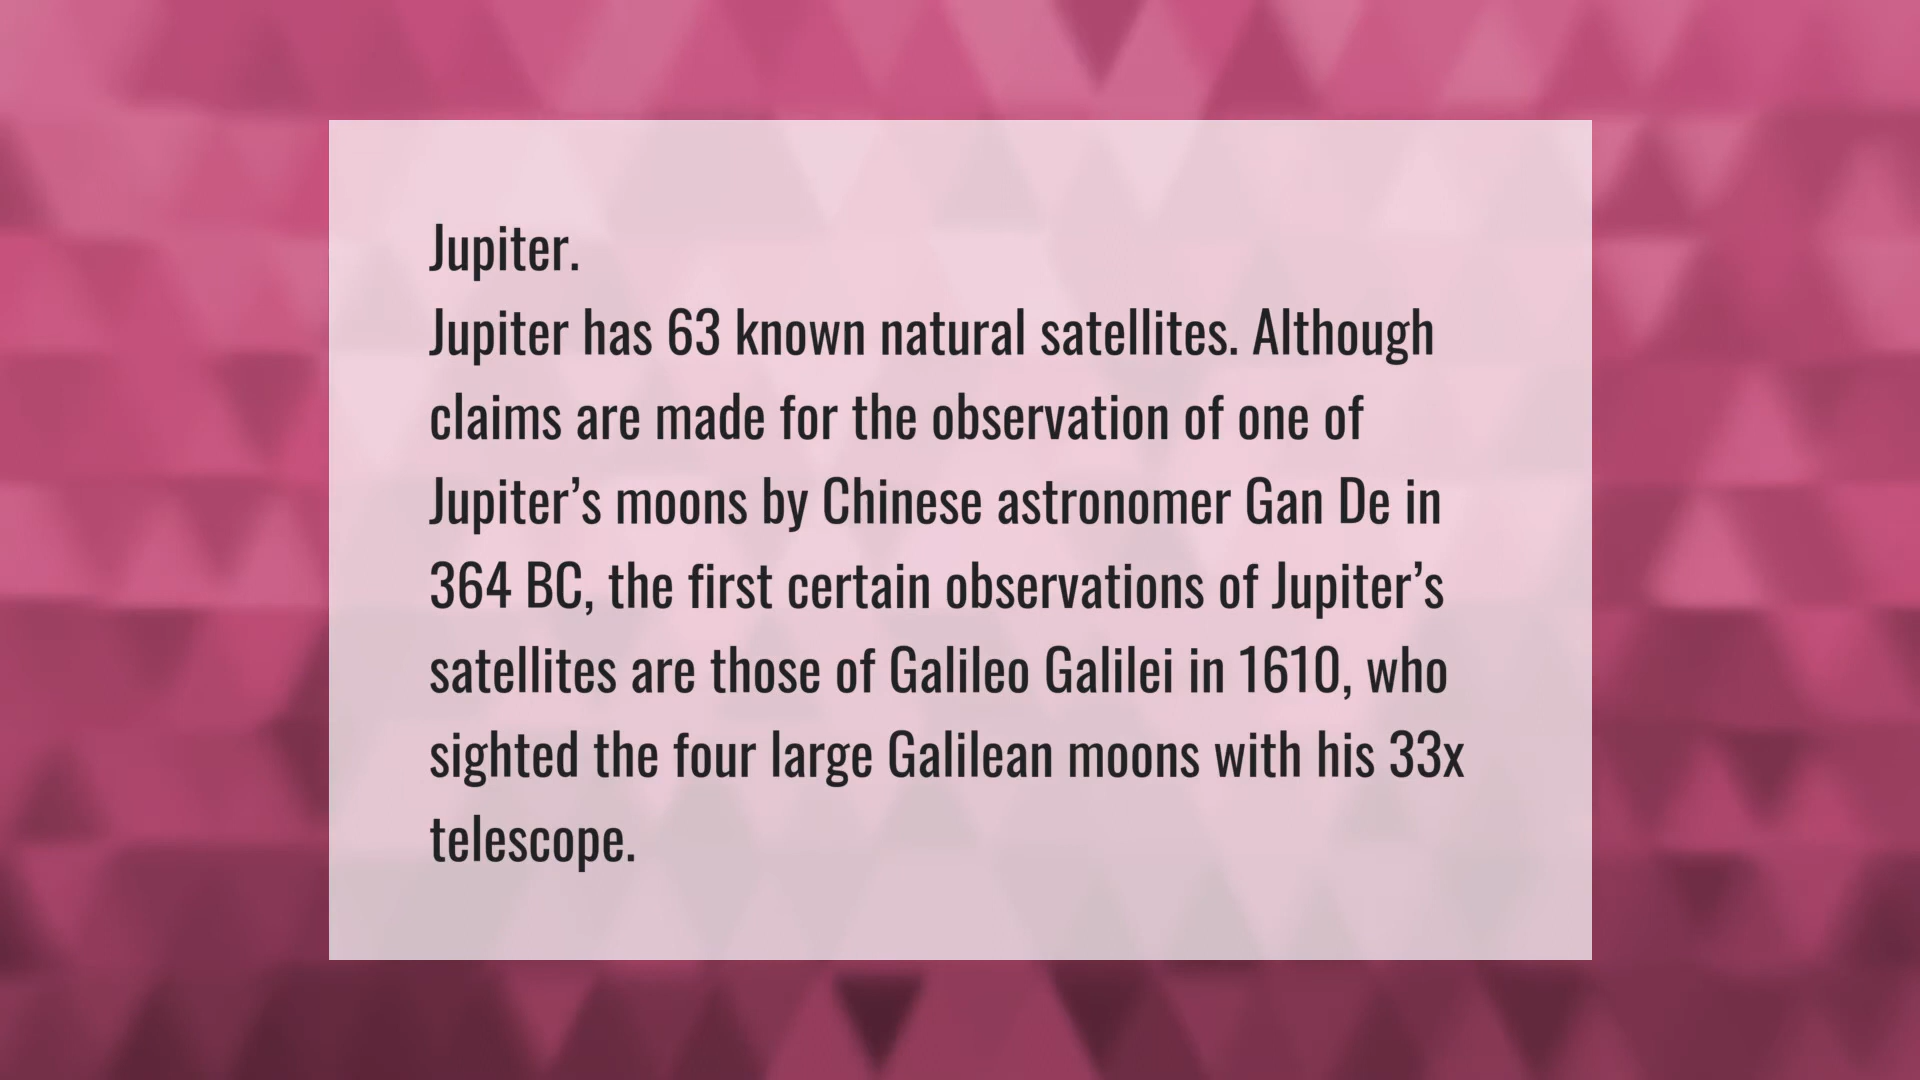 Jupiter.
Jupiter has 63 known natural satellites. Although
claims are made for the observation of one of
Jupiter’s moons by Chinese astronomer Gan De in
364 BC, the first certain observations of Jupiter’s
satellites are those of Galileo Galilei in 1610, who
sighted the four large Galilean moons with his 33x
telescope.